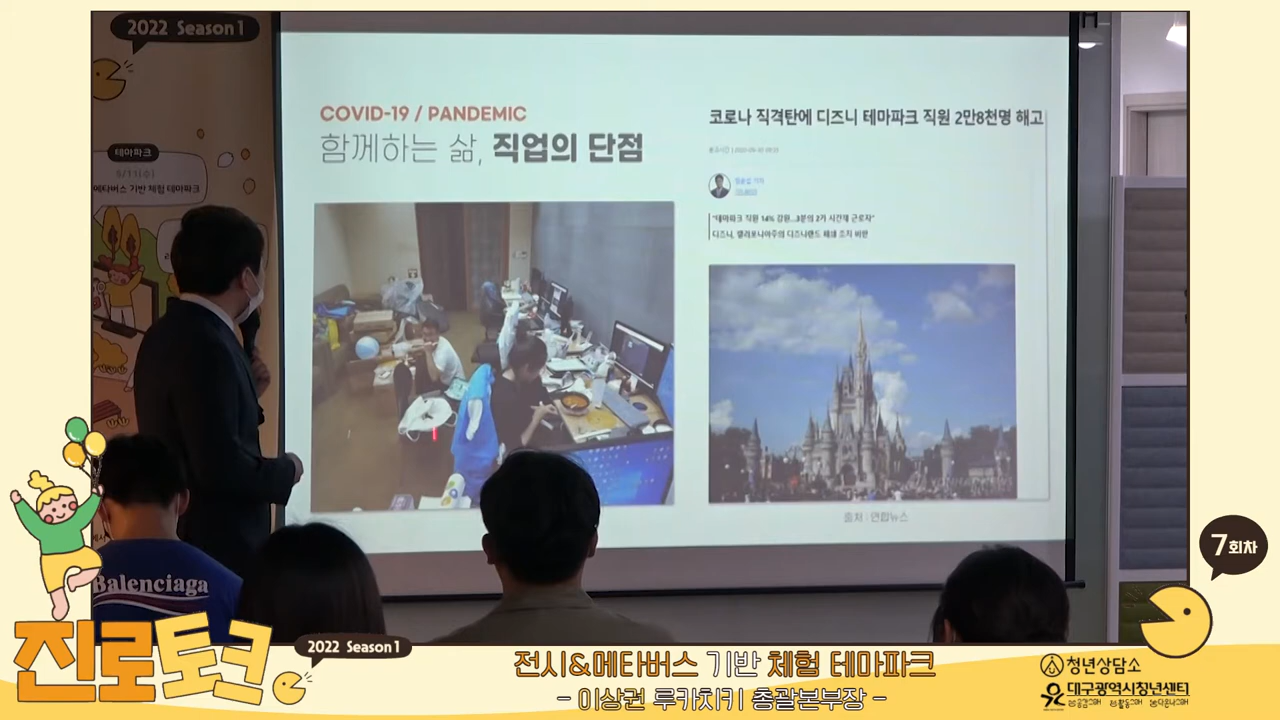 2022 Season 1
테마파크
5/11(수)
메타버스 기반 체험 테마파크
COVID-19 / PANDEMIC
함께하는 삶, 직업의 단점
코로나 직격탄에 디즈니 테마파크 직원 2만8천명 해고
"테마파크 직원 14% 감원…3분의 2가 시간제 근로자"
디즈니, 캘리포니아주의 디즈니랜드 폐쇄 조치 비판
출처 : 연합뉴스
Balenciaga
7회차
진로토크
2022 Season 1
전시&메타버스 기반 체험 테마파크
- 이상권 루카치키 총괄본부장 -
청년상담소
대구광역시청년센터